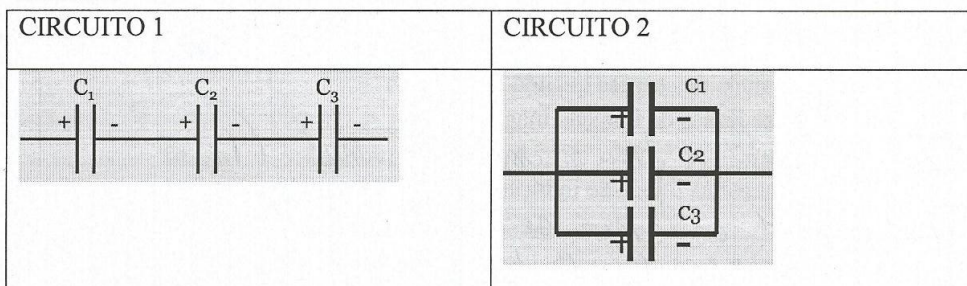 CIRCUITO 1
CIRCUITO 2
C₁ C₂ C₃
+ - + - + -
C1
+ -
C2
+ -
C3
+ -